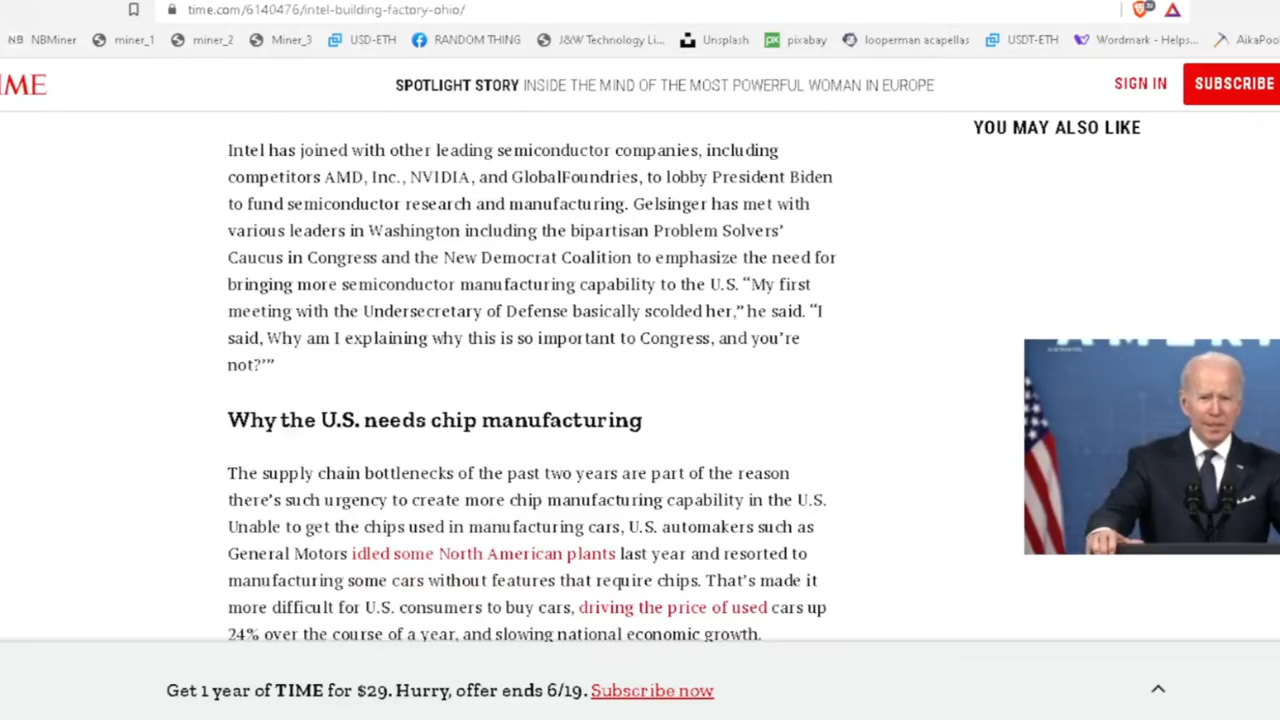 time.com/6140476/intel-building-factory-ohio/
NB NBMiner miner_1 miner_2 Miner_3 USD-ETH RANDOM THING J&W Technology Li... Unsplash px pixabay looperman acapellas USDT-ETH Wordmark - Helps... AikaPool
IME SPOTLIGHT STORY INSIDE THE MIND OF THE MOST POWERFUL WOMAN IN EUROPE SIGN IN SUBSCRIBE
YOU MAY ALSO LIKE
Intel has joined with other leading semiconductor companies, including
competitors AMD, Inc., NVIDIA, and GlobalFoundries, to lobby President Biden
to fund semiconductor research and manufacturing. Gelsinger has met with
various leaders in Washington including the bipartisan Problem Solvers’
Caucus in Congress and the New Democrat Coalition to emphasize the need for
bringing more semiconductor manufacturing capability to the U.S. “My first
meeting with the Undersecretary of Defense basically scolded her,” he said. “I
said, Why am I explaining why this is so important to Congress, and you’re
not?’”
Why the U.S. needs chip manufacturing
The supply chain bottlenecks of the past two years are part of the reason
there’s such urgency to create more chip manufacturing capability in the U.S.
Unable to get the chips used in manufacturing cars, U.S. automakers such as
General Motors idled some North American plants last year and resorted to
manufacturing some cars without features that require chips. That’s made it
more difficult for U.S. consumers to buy cars, driving the price of used cars up
24% over the course of a year, and slowing national economic growth.
Get 1 year of TIME for $29. Hurry, offer ends 6/19. Subscribe now